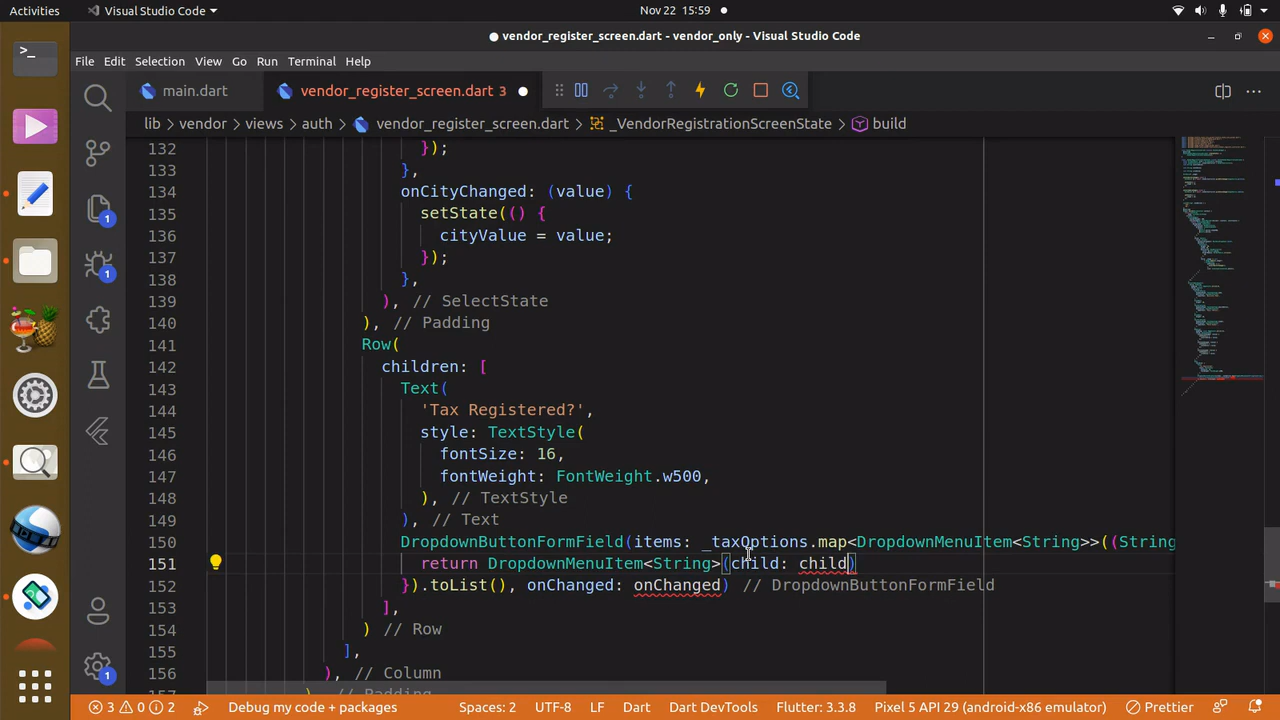 Activities
Visual Studio Code
Nov 22 15:59
vendor_register_screen.dart - vendor_only - Visual Studio Code
File Edit Selection View Go Run Terminal Help
main.dart
vendor_register_screen.dart 3
lib > vendor > views > auth > vendor_register_screen.dart > _VendorRegistrationScreenState > build
132 });
133 },
134 onCityChanged: (value) {
135 setState(() {
136 cityValue = value;
137 });
138 },
139 ), // SelectState
140 ), // Padding
141 Row(
142 children: [
143 Text(
144 'Tax Registered?',
145 style: TextStyle(
146 fontSize: 16,
147 fontWeight: FontWeight.w500,
148 ), // TextStyle
149 ), // Text
150 DropdownButtonFormField(items: _taxOptions.map<DropdownMenuItem<String>>((String
151 return DropdownMenuItem<String>(child: child)
152 }).toList(), onChanged: onChanged) // DropdownButtonFormField
153 ],
154 ) // Row
155 ],
156 ), // Column
157 ), // Padding
1
1
1
3 0 2
Debug my code + packages
Spaces: 2
UTF-8
LF
Dart
Dart DevTools
Flutter: 3.3.8
Pixel 5 API 29 (android-x86 emulator)
Prettier